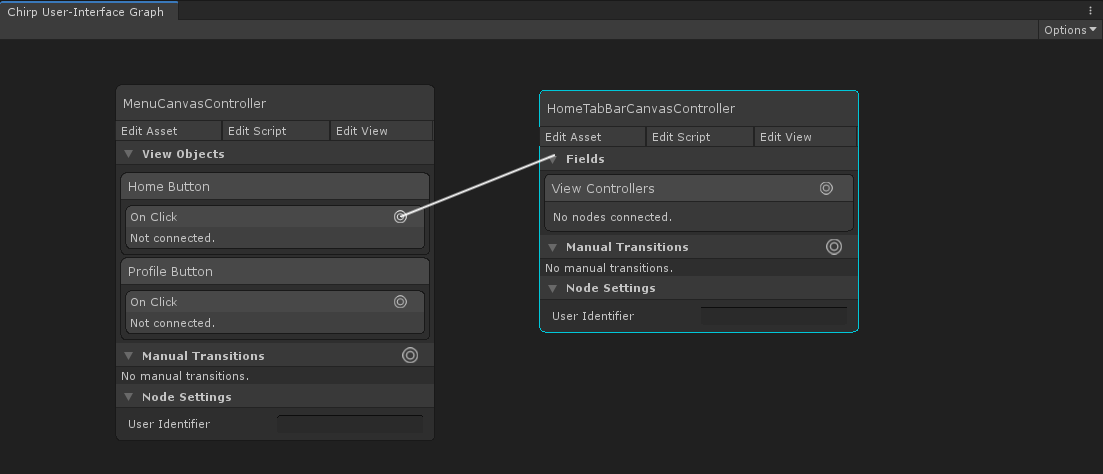 Chirp User-Interface Graph
Options
MenuCanvasController
Edit Asset Edit Script Edit View
View Objects
Home Button
On Click
Not connected.
Profile Button
On Click
Not connected.
Manual Transitions
No manual transitions.
Node Settings
User Identifier
HomeTabBarCanvasController
Edit Asset Edit Script Edit View
Fields
View Controllers
No nodes connected.
Manual Transitions
No manual transitions.
Node Settings
User Identifier